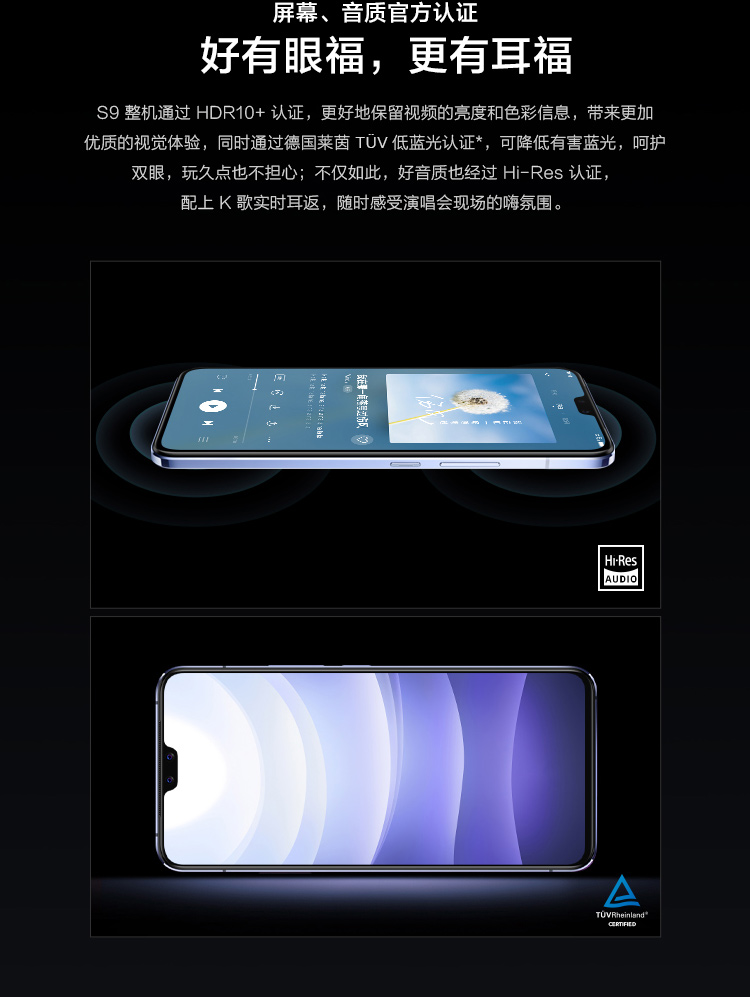 屏幕、音质官方认证
好有眼福，更有耳福
S9 整机通过 HDR10+ 认证，更好地保留视频的亮度和色彩信息，带来更加
优质的视觉体验，同时通过德国莱茵 TÜV 低蓝光认证*，可降低有害蓝光，呵护
双眼，玩久点也不担心；不仅如此，好音质也经过 Hi-Res 认证，
配上 K 歌实时耳返，随时感受演唱会现场的嗨氛围。
Hi-Res
AUDIO
TÜVRheinland®
CERTIFIED